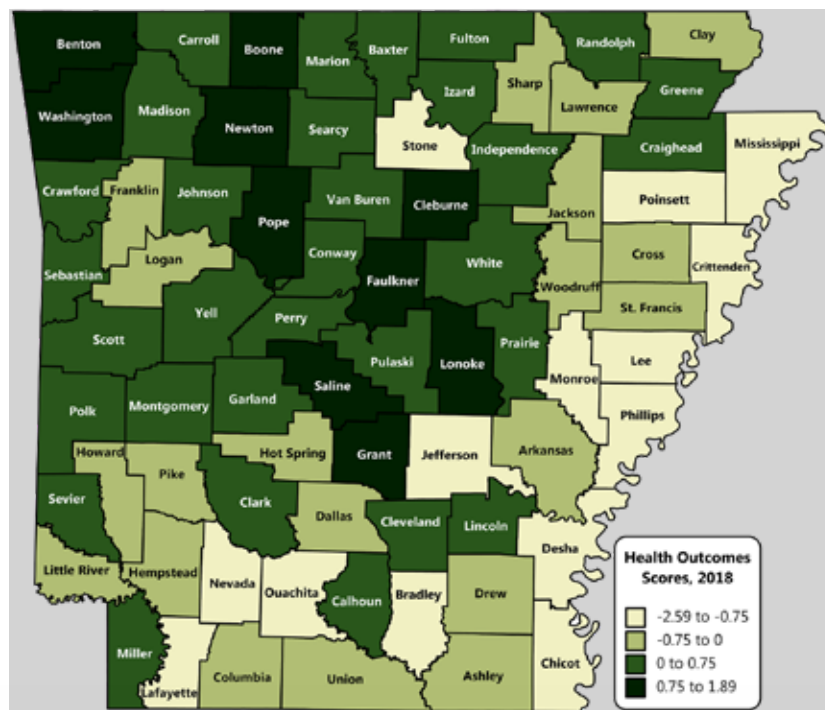 Benton
Carroll
Boone
Marion
Baxter
Fulton
Randolph
Clay
Washington
Madison
Newton
Searcy
Stone
Izard
Sharp
Lawrence
Greene
Independence
Craighead
Mississippi
Crawford
Franklin
Johnson
Pope
Van Buren
Cleburne
Jackson
Poinsett
Sebastian
Logan
Conway
Faulkner
White
Woodruff
Cross
Crittenden
St. Francis
Scott
Yell
Perry
Pulaski
Lonoke
Prairie
Monroe
Lee
Phillips
Polk
Montgomery
Garland
Saline
Howard
Pike
Hot Spring
Grant
Jefferson
Arkansas
Sevier
Clark
Dallas
Cleveland
Lincoln
Desha
Little River
Hempstead
Nevada
Ouachita
Calhoun
Bradley
Drew
Miller
Lafayette
Columbia
Union
Ashley
Chicot
Health Outcomes
Scores, 2018
-2.59 to -0.75
-0.75 to 0
0 to 0.75
0.75 to 1.89